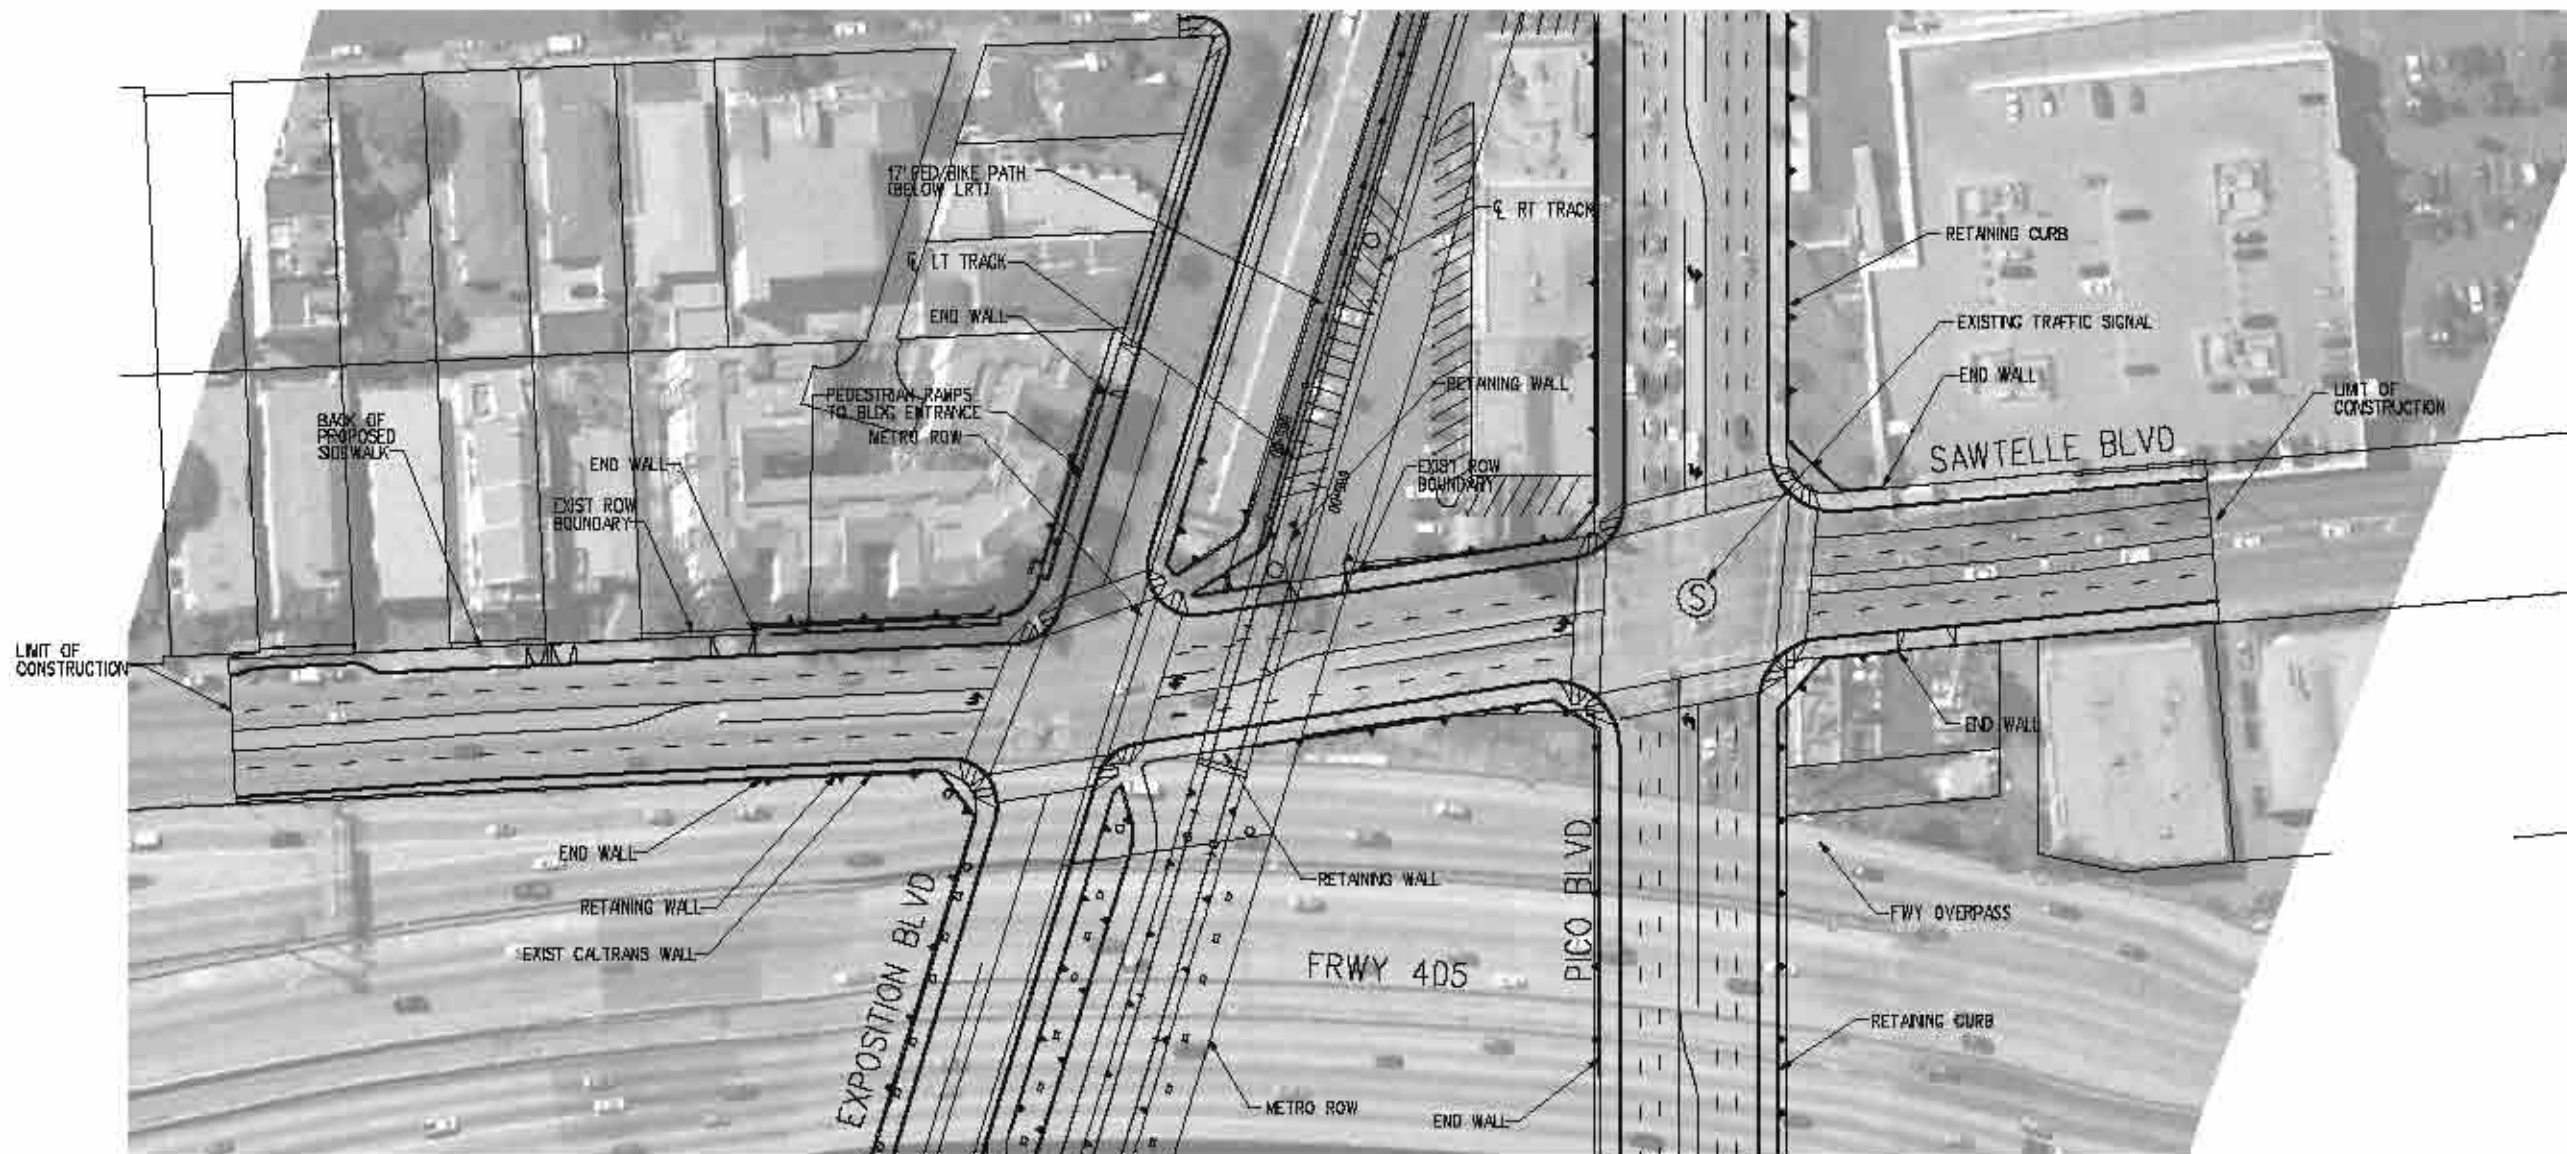 17' PED/BIKE PATH
(BELOW LRT)
℄ RT TRACK
RETAINING CURB
℄ LT TRACK
END WALL
EXISTING TRAFFIC SIGNAL
END WALL
RETAINING WALL
LIMIT OF
CONSTRUCTION
PEDESTRIAN RAMPS
TO BLDG ENTRANCE
METRO ROW
BACK OF
PROPOSED
SIDEWALK
END WALL
SAWTELLE BLVD
EXIST ROW
BOUNDARY
EXIST ROW
BOUNDARY
S
LIMIT OF
CONSTRUCTION
END WALL
END WALL
RETAINING WALL
RETAINING WALL
EXIST CALTRANS WALL
EXPOSITION BLVD
FRWY 405
PICO BLVD
FWY OVERPASS
RETAINING CURB
METRO ROW
END WALL